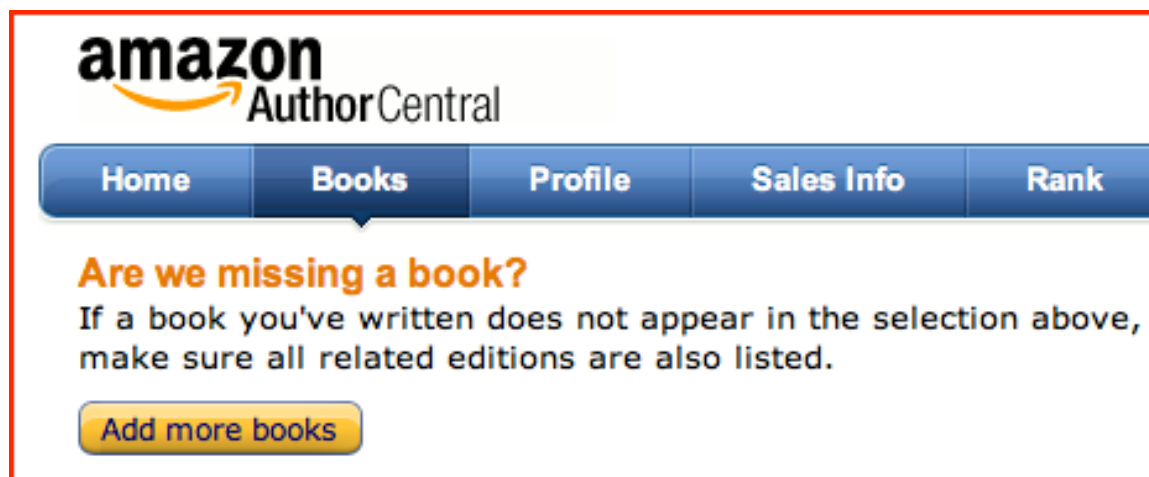 amazon
AuthorCentral
Home Books Profile Sales Info Rank
Are we missing a book?
If a book you've written does not appear in the selection above,
make sure all related editions are also listed.
Add more books